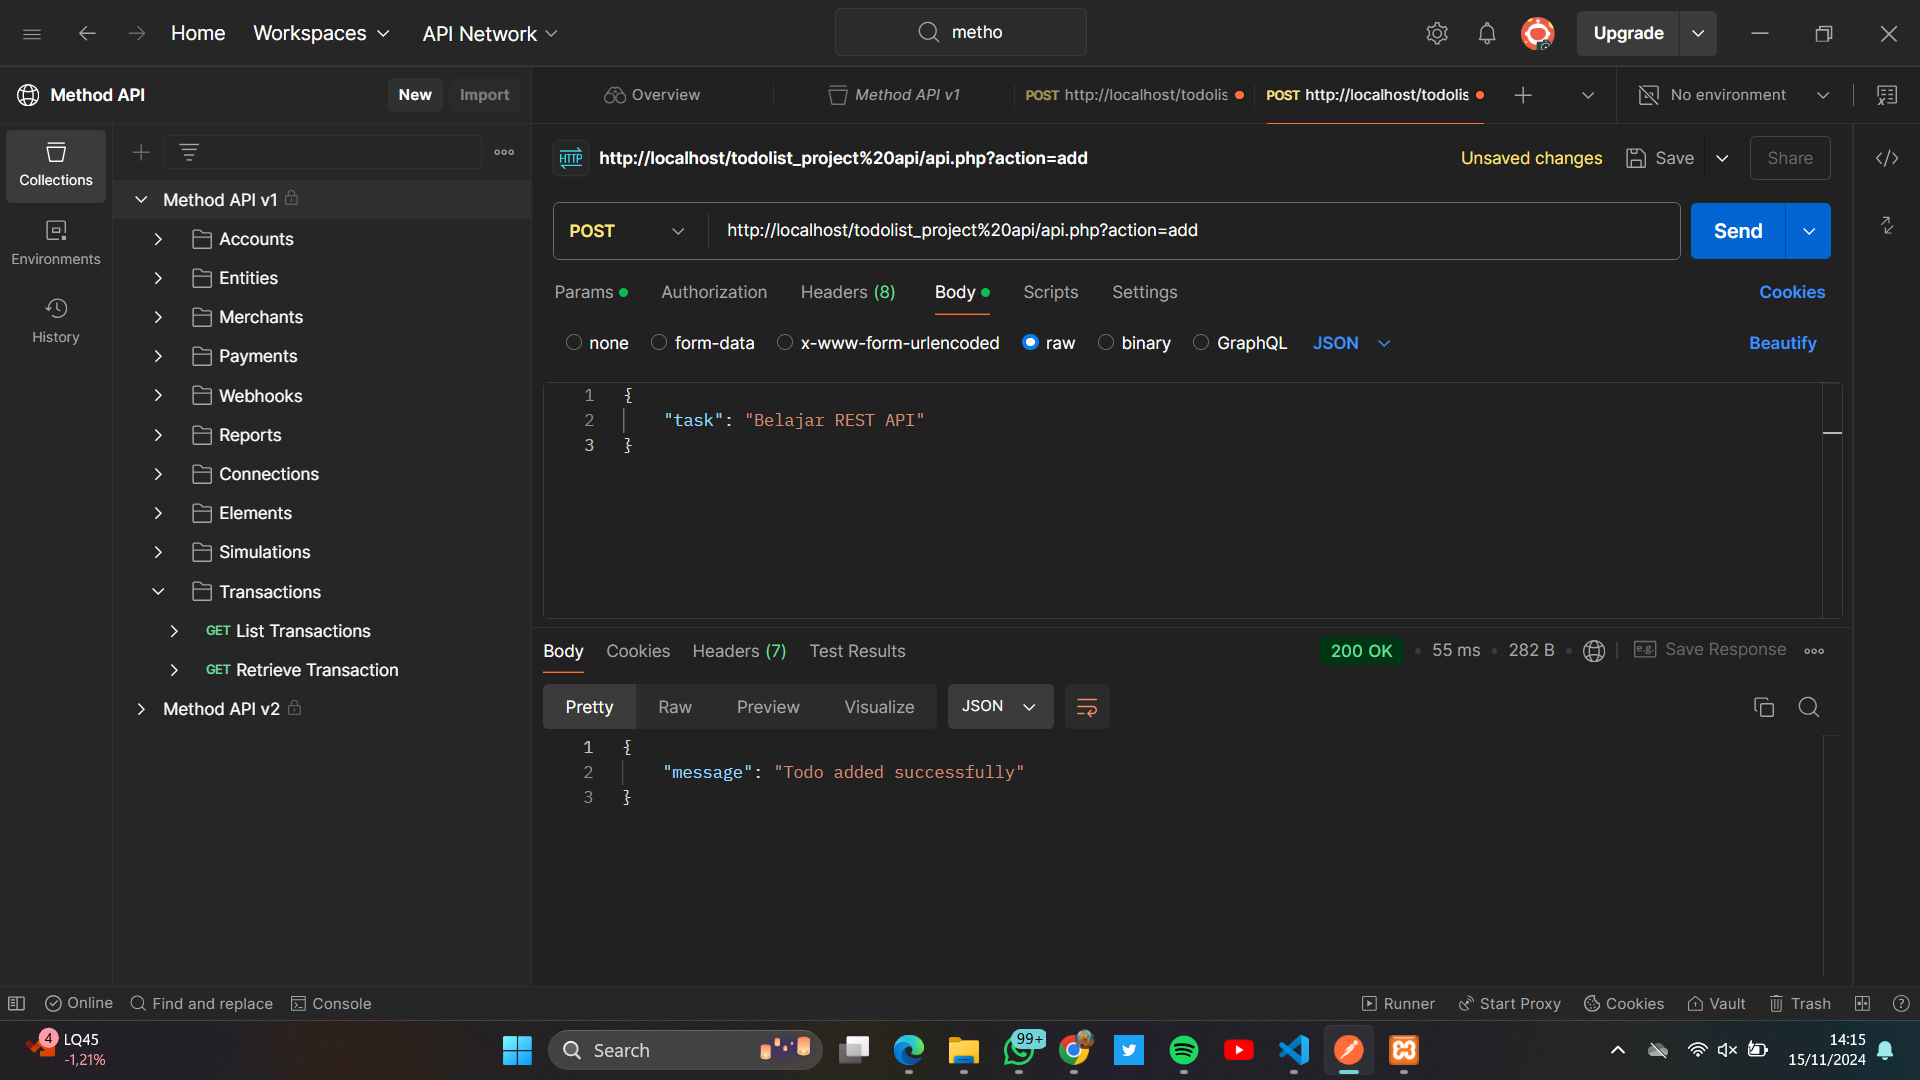 Home Workspaces API Network metho Upgrade
Method API New Import Overview Method API v1 POST http://localhost/todolis POST http://localhost/todolis No environment
HTTP http://localhost/todolist_project%20api/api.php?action=add Unsaved changes Save Share
Collections
Environments
History
Method API v1
Accounts
Entities
Merchants
Payments
Webhooks
Reports
Connections
Elements
Simulations
Transactions
GET List Transactions
GET Retrieve Transaction
Method API v2
POST http://localhost/todolist_project%20api/api.php?action=add Send
Params Authorization Headers (8) Body Scripts Settings Cookies
none form-data x-www-form-urlencoded raw binary GraphQL JSON Beautify
1 {
2 "task": "Belajar REST API"
3 }
Body Cookies Headers (7) Test Results 200 OK 55 ms 282 B e.g. Save Response
Pretty Raw Preview Visualize JSON
1 {
2 "message": "Todo added successfully"
3 }
Online Find and replace Console Runner Start Proxy Cookies Vault Trash
4 LQ45
-1,21%
Search
99+
14:15
15/11/2024